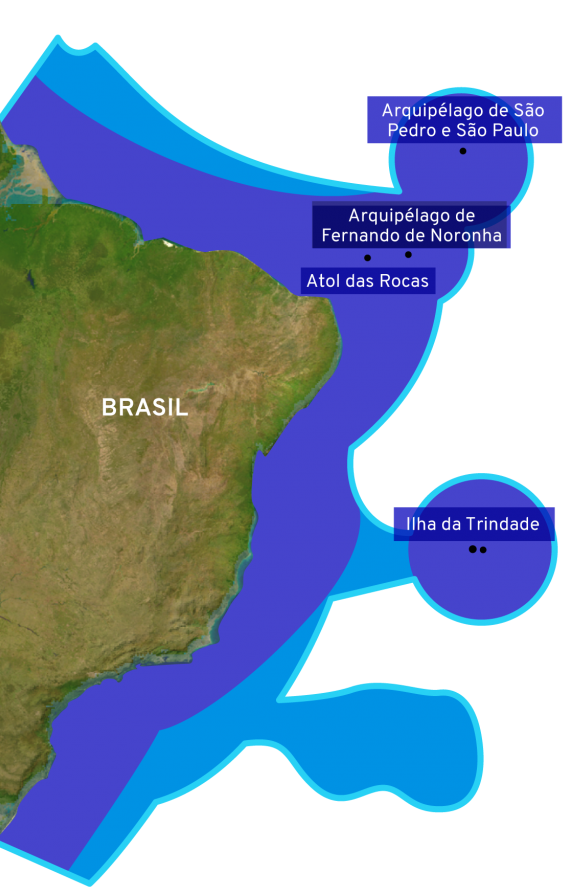 Arquipélago de São
Pedro e São Paulo
Arquipélago de
Fernando de Noronha
Atol das Rocas
BRASIL
Ilha da Trindade